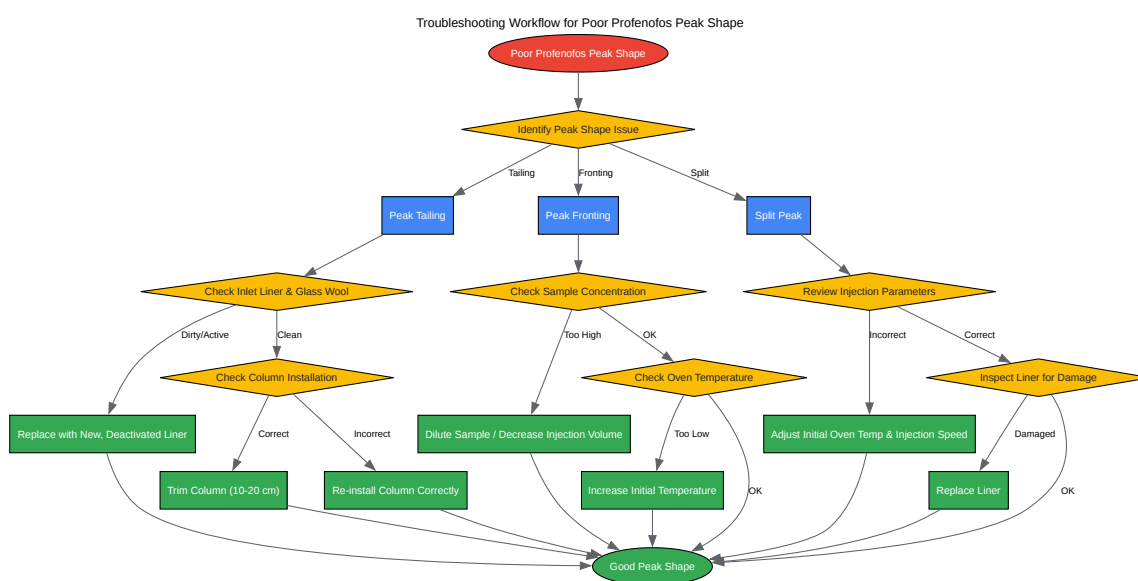 Troubleshooting Workflow for Poor Profenofos Peak Shape
Poor Profenofos Peak Shape
Identify Peak Shape Issue
Tailing
Fronting
Split
Peak Tailing
Peak Fronting
Split Peak
Check Inlet Liner & Glass Wool
Check Sample Concentration
Review Injection Parameters
Dirty/Active
Clean
Too High
OK
Incorrect
Correct
Check Column Installation
Check Oven Temperature
Inspect Liner for Damage
Replace with New, Deactivated Liner
Correct
Incorrect
Dilute Sample / Decrease Injection Volume
Too Low
Adjust Initial Oven Temp & Injection Speed
Damaged
Trim Column (10-20 cm)
Re-install Column Correctly
Increase Initial Temperature
OK
Replace Liner
OK
Good Peak Shape